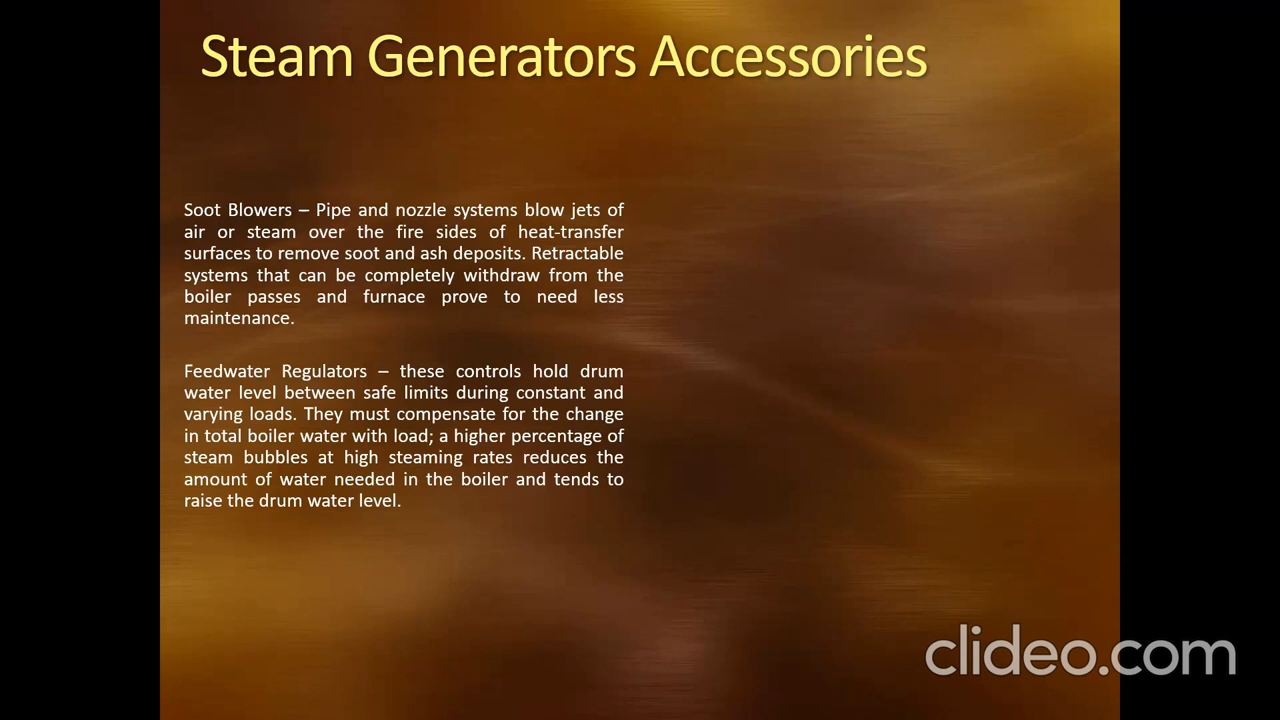 Steam Generators Accessories
Soot Blowers – Pipe and nozzle systems blow jets of
air or steam over the fire sides of heat-transfer
surfaces to remove soot and ash deposits. Retractable
systems that can be completely withdraw from the
boiler passes and furnace prove to need less
maintenance.
Feedwater Regulators – these controls hold drum
water level between safe limits during constant and
varying loads. They must compensate for the change
in total boiler water with load; a higher percentage of
steam bubbles at high steaming rates reduces the
amount of water needed in the boiler and tends to
raise the drum water level.
clideo.com